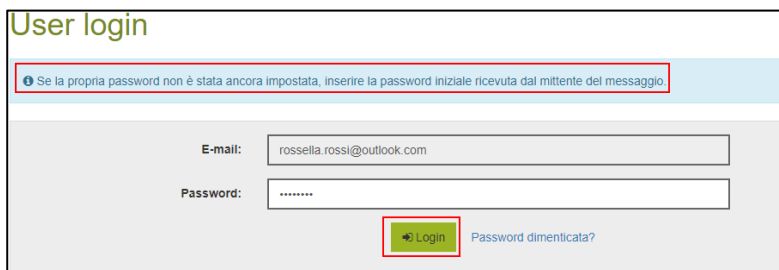 User login
Se la propria password non è stata ancora impostata, inserire la password iniziale ricevuta dal mittente del messaggio.
E-mail: rossella.rossi@outlook.com
Password: ••••••••
Login Password dimenticata?